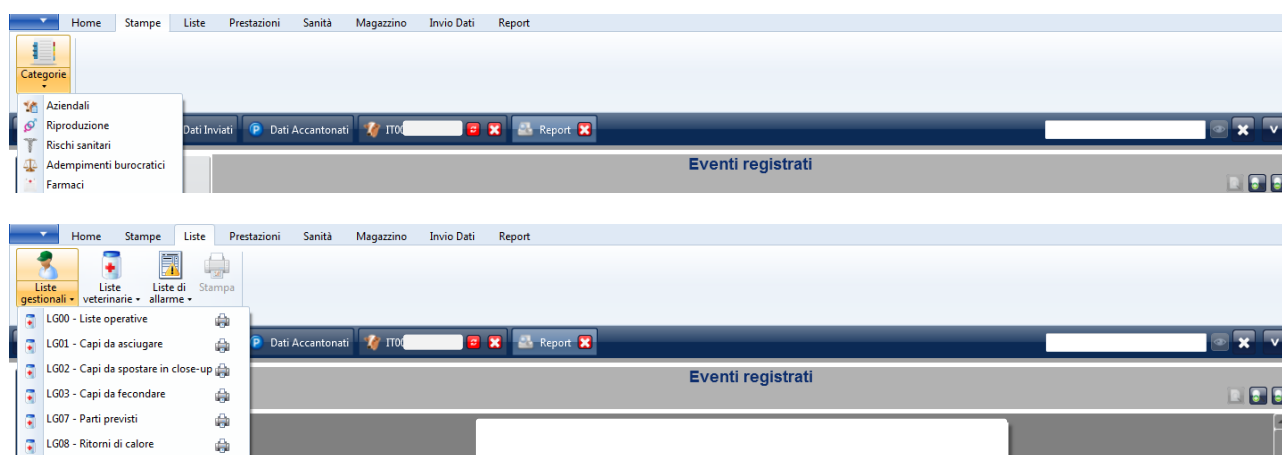 Home Stampe Liste Prestazioni Sanità Magazzino Invio Dati Report
Categorie
Aziendali
Riproduzione
Rischi sanitari
Adempimenti burocratici
Farmaci
Dati Inviati P Dati Accantonati IT00 Report
Eventi registrati
Home Stampe Liste Prestazioni Sanità Magazzino Invio Dati Report
Liste gestionali Liste veterinarie Liste di allarme Stampa
LG00 - Liste operative
LG01 - Capi da asciugare
LG02 - Capi da spostare in close-up
LG03 - Capi da fecondare
LG07 - Parti previsti
LG08 - Ritorni di calore
P Dati Accantonati IT00 Report
Eventi registrati